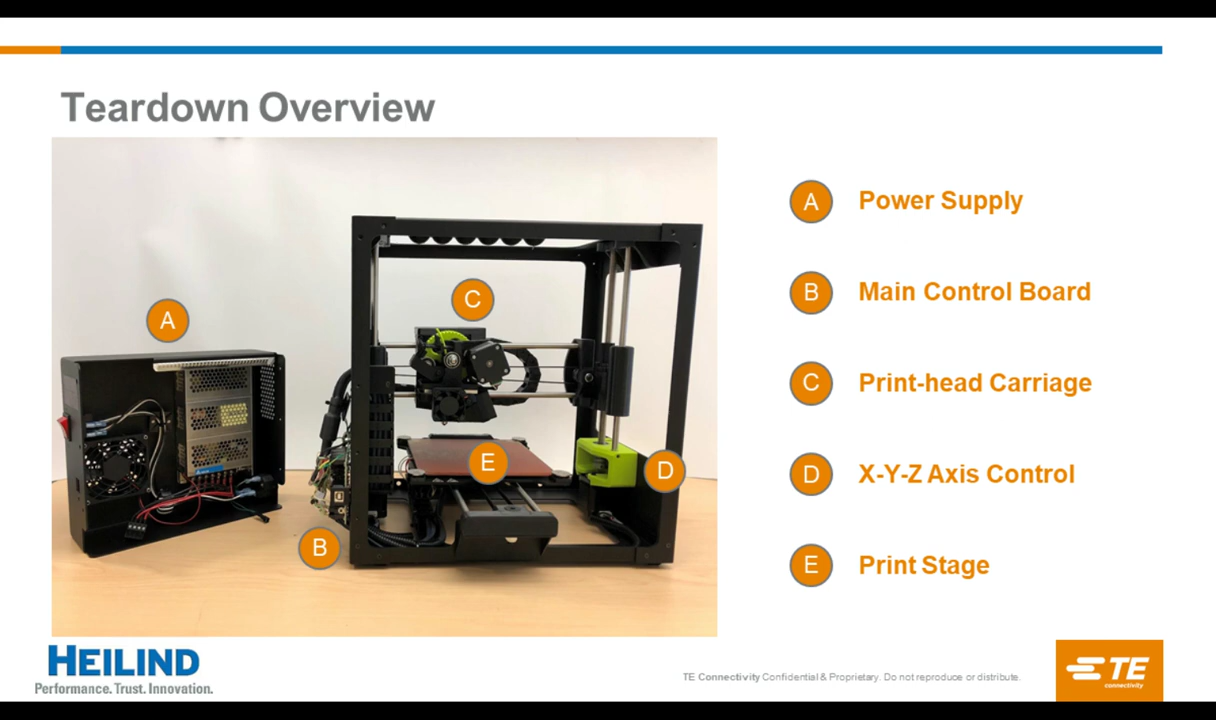 Teardown Overview
A
C
E
D
B
A Power Supply
B Main Control Board
C Print-head Carriage
D X-Y-Z Axis Control
E Print Stage
HEILIND
Performance. Trust. Innovation.
TE Connectivity Confidential & Proprietary. Do not reproduce or distribute.
TE
connectivity